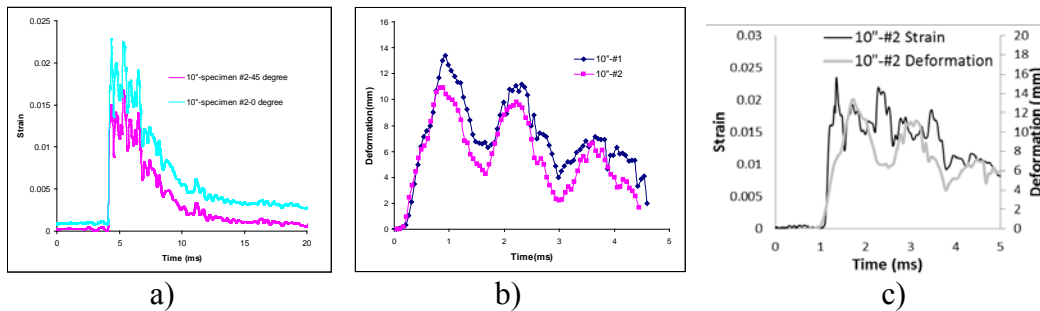 0.025
0.02
0.015
0.01
0.005
0
Strain
10"-specimen #2-45 degree
10"-specimen #2-0 degree
0 5 10 15 20
Time (ms)
a)
16
14
12
10
8
6
4
2
0
Deformation(mm)
10"-#1
10"-#2
0 1 2 3 4 5
Time(ms)
b)
10"-#2 Strain
10"-#2 Deformation
0.03
0.025
0.02
0.015
0.01
0.005
0
Strain
20
18
16
14
12
10
8
6
4
2
0
Deformation (mm)
0 1 2 3 4 5
Time (ms)
c)